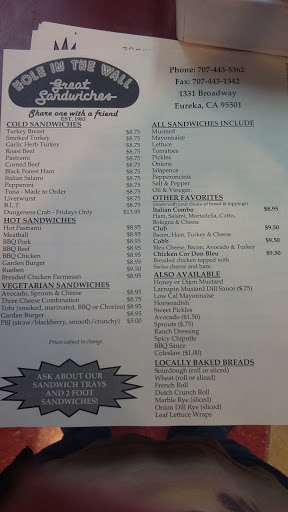 HOLE IN THE WALL
Great
Sandwiches
Share one with a friend
EST. 1983
Phone: 707-443-5362
Fax: 707-443-1342
1331 Broadway
Eureka, CA 95501
COLD SANDWICHES
Turkey Breast $8.75
Smoked Turkey $8.75
Garlic Herb Turkey $8.75
Roast Beef $8.75
Pastrami $8.75
Corned Beef $8.75
Black Forest Ham $8.75
Italian Salami $8.75
Pepperoni $8.75
Tuna - Made to Order $8.75
Liverwurst $8.75
B.L.T. $8.75
Dungeness Crab - Fridays Only $13.95
HOT SANDWICHES
Hot Pastrami $8.95
Meatball $8.95
BBQ Pork $8.95
BBQ Beef $8.95
BBQ Chicken $8.95
Garden Burger $8.95
Rueben $9.50
Breaded Chicken Parmesan $8.95
VEGETARIAN SANDWICHES
Avocado, Sprouts & Cheese $8.95
Three Cheese Combination $8.75
Tofu (smoked, marinated, BBQ or Chorizo) $8.95
Garden Burger $8.95
PBJ (straw/blackberry, smooth/crunchy) $5.00
Prices subject to change
ASK ABOUT OUR
SANDWICH TRAYS
AND 2 FOOT
SANDWICHES!
ALL SANDWICHES INCLUDE
Mustard
Mayonnaise
Lettuce
Tomatoes
Pickles
Onions
Jalapenos
Pepperoncinis
Salt & Pepper
Oil & Vinegar
OTHER FAVORITES
(made with your choice of bread & toppings)
Italian Combo $8.95
Ham, Salami, Mortadella, Cotto,
Bologna & Cheese
Club $9.50
Bacon, Ham, Turkey & Cheese
Cobb $9.50
Bleu Cheese, Bacon, Avocado & Turkey
Chicken Cor Don Bleu $9.50
Breaded chicken topped with
Swiss cheese and ham.
ALSO AVAILABLE
Honey or Dijon Mustard
Larrupin Mustard Dill Sauce ($.75)
Low Cal Mayonnaise
Horseradish
Sweet Pickles
Avocado ($1.50)
Sprouts ($.75)
Ranch Dressing
Spicy Chipotle
BBQ Sauce
Coleslaw ($1.00)
LOCALLY BAKED BREADS
Sourdough (roll or sliced)
Wheat (roll or sliced)
French Roll
Dutch Crunch Roll
Marble Rye (sliced)
Onion Dill Rye (sliced)
Leaf Lettuce Wraps